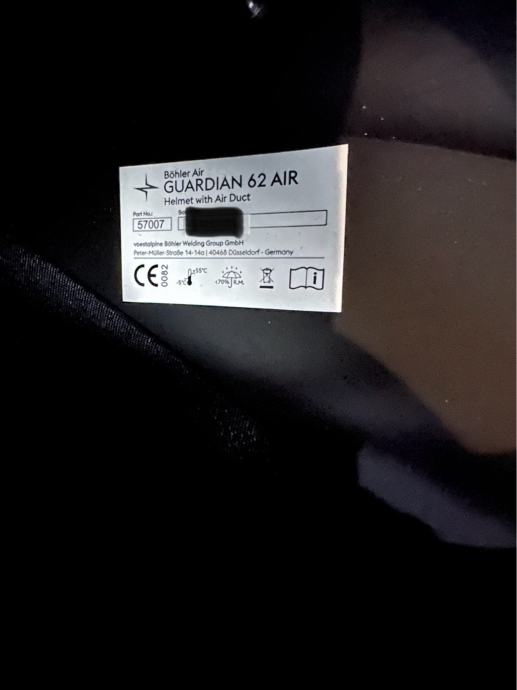 Böhler Air
GUARDIAN 62 AIR
Helmet with Air Duct
Part No.:
57007
voestalpine Böhler Welding Group GmbH
Peter-Müller-Straße 14-14a | 40468 Düsseldorf - Germany
CE 0082
-5°C
+55°C
<70% R.M.
i